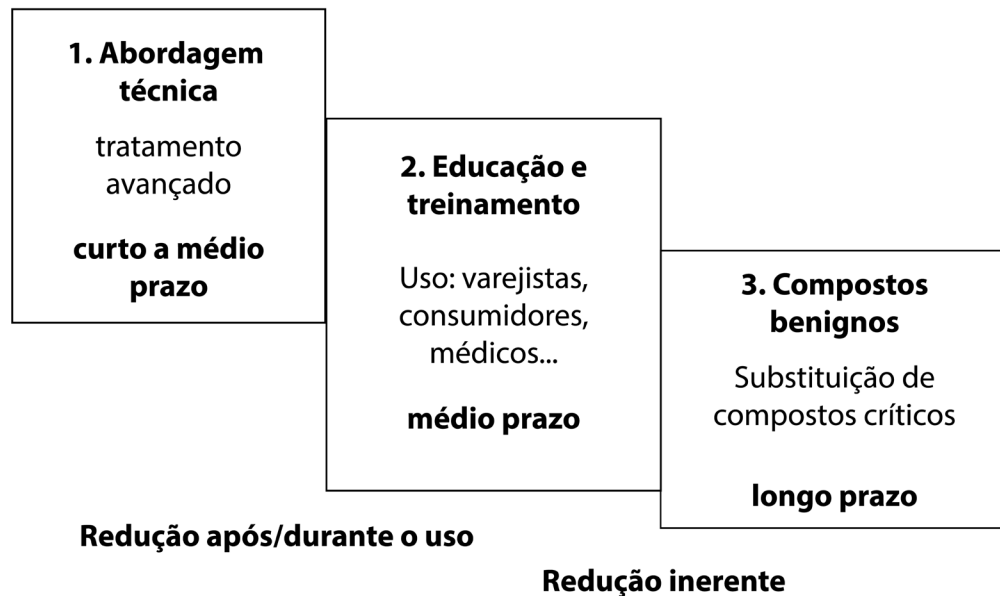 1. Abordagem
técnica
tratamento
avançado
curto a médio
prazo
2. Educação e
treinamento
Uso: varejistas,
consumidores,
médicos...
médio prazo
3. Compostos
benignos
Substituição de
compostos críticos
longo prazo
Redução após/durante o uso
Redução inerente